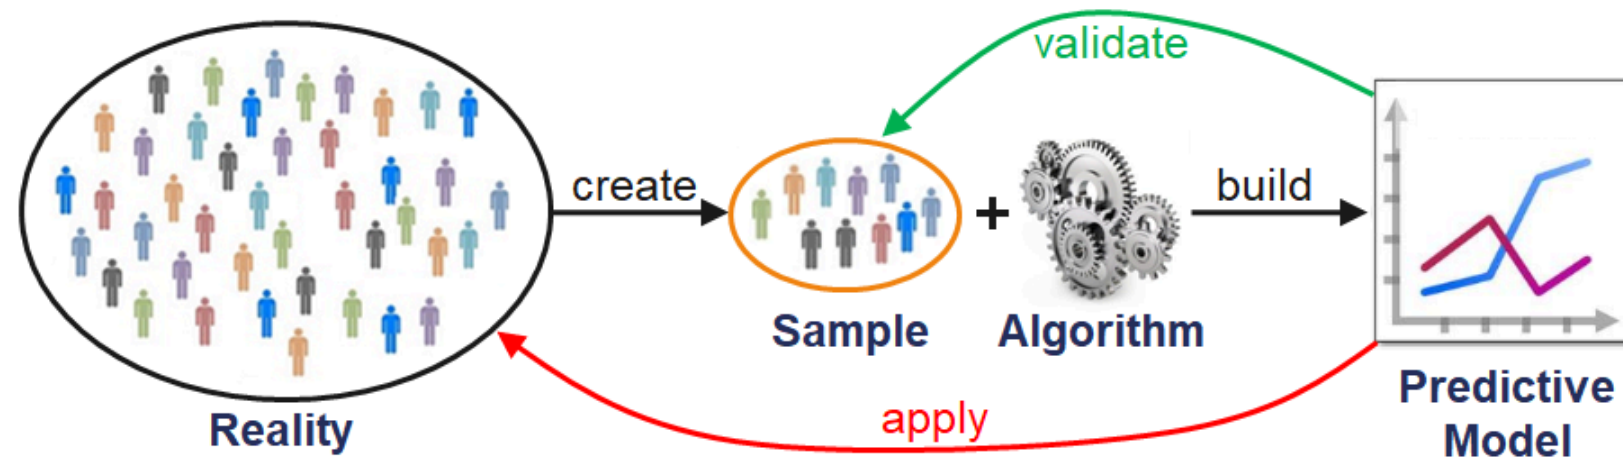 validate
create
+
build
Sample
Algorithm
Reality
apply
Predictive
Model